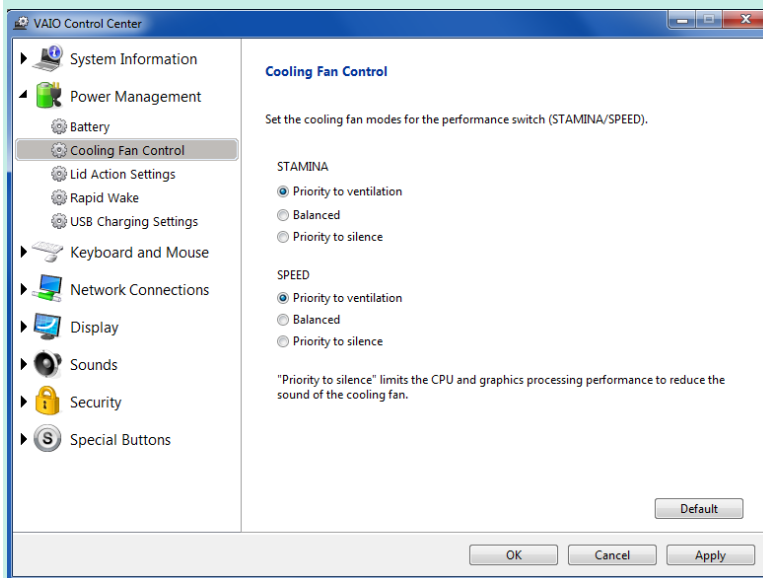 VAIO Control Center
System Information
Power Management
Battery
Cooling Fan Control
Lid Action Settings
Rapid Wake
USB Charging Settings
Keyboard and Mouse
Network Connections
Display
Sounds
Security
S
Special Buttons
Cooling Fan Control
Set the cooling fan modes for the performance switch (STAMINA/SPEED).
STAMINA
Priority to ventilation
Balanced
Priority to silence
SPEED
Priority to ventilation
Balanced
Priority to silence
"Priority to silence" limits the CPU and graphics processing performance to reduce the
sound of the cooling fan.
Default
OK
Cancel
Apply